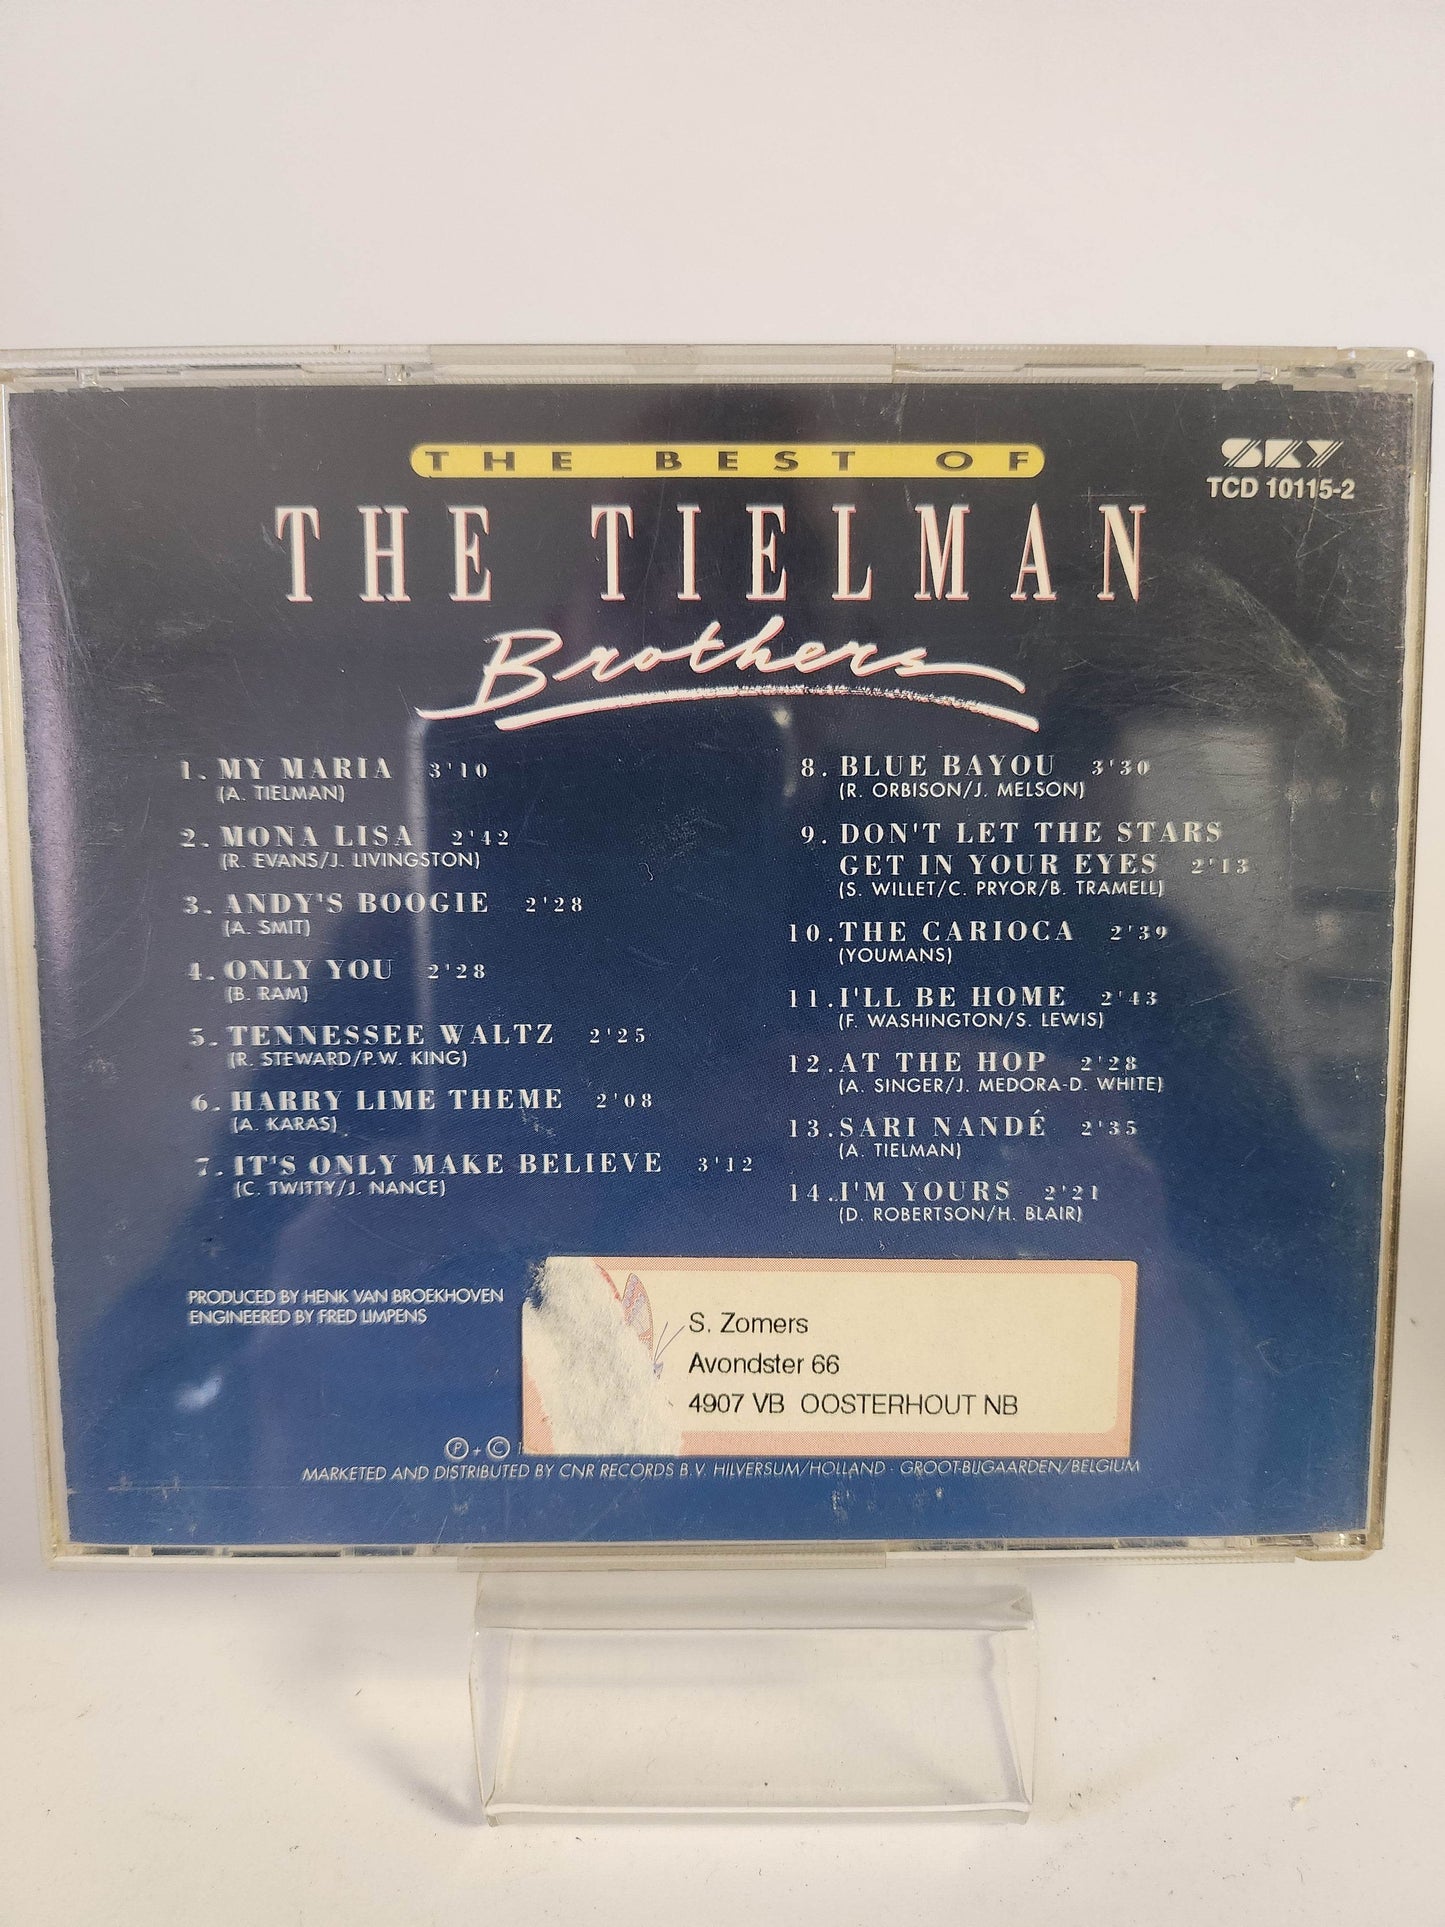 THE BEST OF
THE TIELMAN
Brothers
SKY
TCD 10115-2
1. MY MARIA 3'10
(A. TIELMAN)
2. MONA LISA 2'42
(R. EVANS/J. LIVINGSTON)
3. ANDY'S BOOGIE 2'28
(A. SMIT)
4. ONLY YOU 2'28
(B. RAM)
5. TENNESSEE WALTZ 2'25
(R. STEWARD/P.W. KING)
6. HARRY LIME THEME 2'08
(A. KARAS)
7. IT'S ONLY MAKE BELIEVE 3'12
(C. TWITTY/J. NANCE)
8. BLUE BAYOU 3'30
(R. ORBISON/J. MELSON)
9. DON'T LET THE STARS
GET IN YOUR EYES 2'13
(S. WILLET/C. PRYOR/B. TRAMELL)
10. THE CARIOCA 2'39
(YOUMANS)
11. I'LL BE HOME 2'43
(F. WASHINGTON/S. LEWIS)
12. AT THE HOP 2'28
(A. SINGER/J. MEDORA-D. WHITE)
13. SARI NANDÉ 2'35
(A. TIELMAN)
14. I'M YOURS 2'21
(D. ROBERTSON/H. BLAIR)
PRODUCED BY HENK VAN BROEKHOVEN
ENGINEERED BY FRED LIMPENS
S. Zomers
Avondster 66
4907 VB OOSTERHOUT NB
℗ + ©
MARKETED AND DISTRIBUTED BY CNR RECORDS B.V. HILVERSUM/HOLLAND · GROOT-BIJGAARDEN/BELGIUM